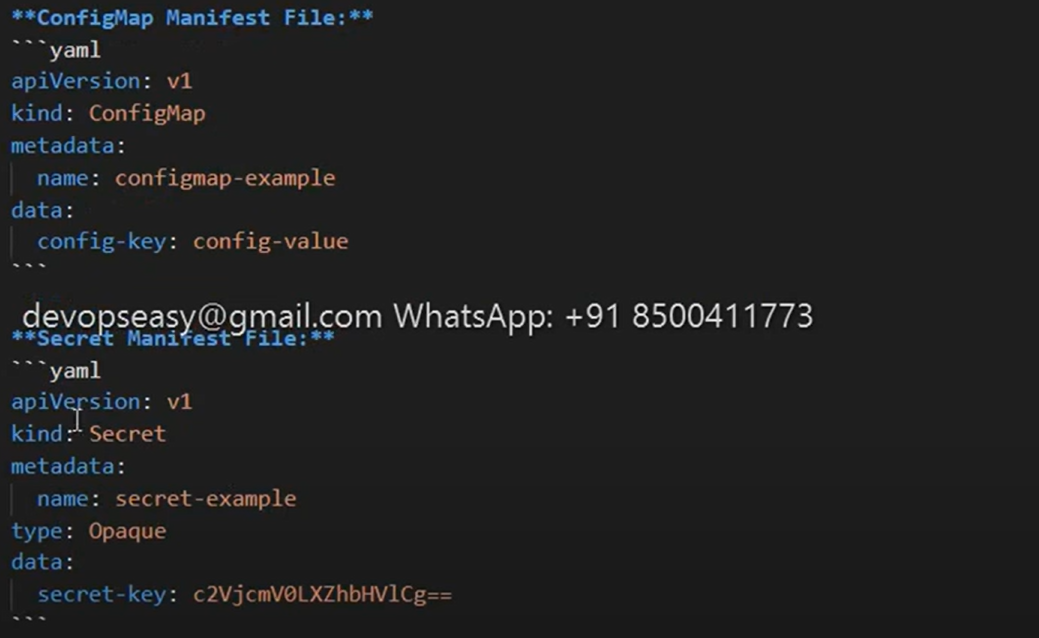 **ConfigMap Manifest File:**
```yaml
apiVersion: v1
kind: ConfigMap
metadata:
  name: configmap-example
data:
  config-key: config-value
```
devopseasy@gmail.com WhatsApp: +91 8500411773
**Secret Manifest File:**
```yaml
apiVersion: v1
kind: Secret
metadata:
  name: secret-example
type: Opaque
data:
  secret-key: c2VjcmV0LXZhbHVlCg==
```